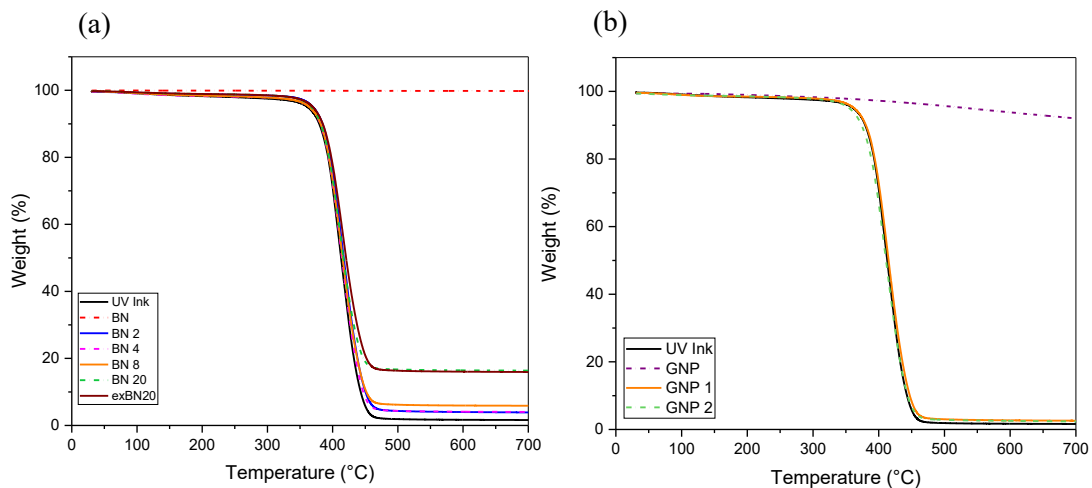 (a)
Weight (%)
100
80
60
40
20
0
UV Ink
BN
BN 2
BN 4
BN 8
BN 20
exBN20
0 100 200 300 400 500 600 700
Temperature (°C)
(b)
Weight (%)
100
80
60
40
20
0
UV Ink
GNP
GNP 1
GNP 2
0 100 200 300 400 500 600 700
Temperature (°C)